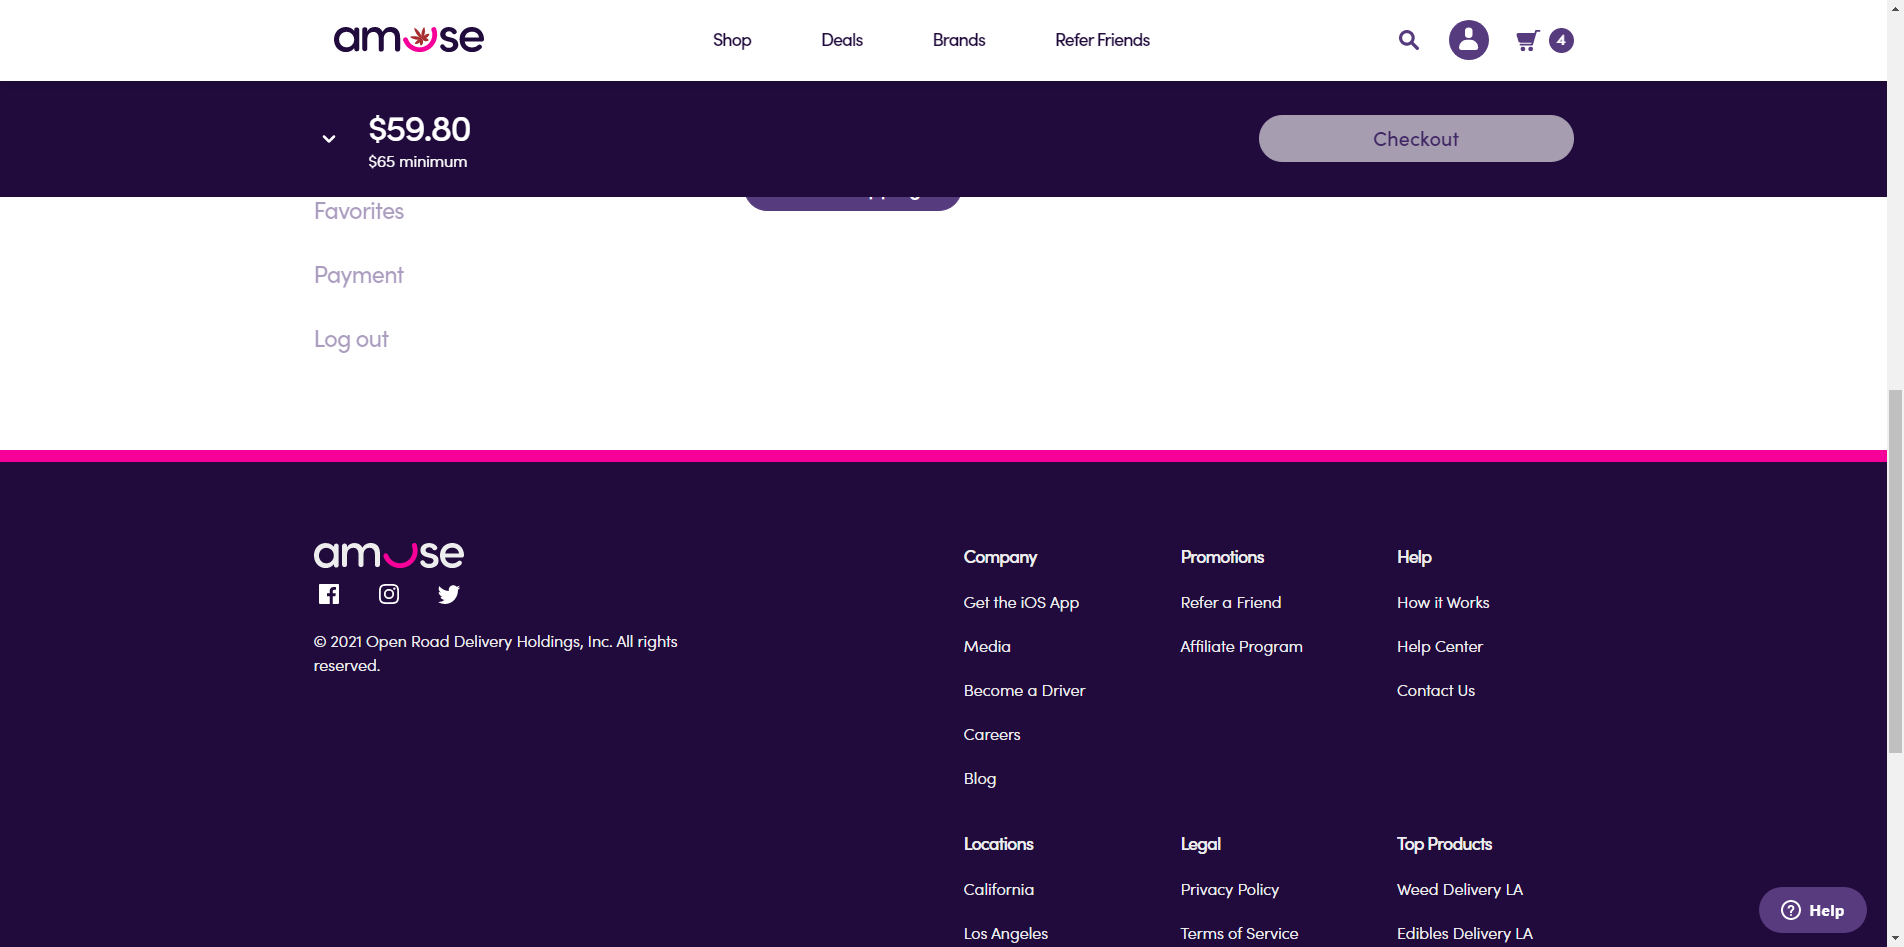 amuse
Shop
Deals
Brands
Refer Friends
4
$59.80
$65 minimum
Checkout
Favorites
Payment
Log out
amuse
© 2021 Open Road Delivery Holdings, Inc. All rights
reserved.
Company
Get the iOS App
Media
Become a Driver
Careers
Blog
Promotions
Refer a Friend
Affiliate Program
Help
How it Works
Help Center
Contact Us
Locations
California
Los Angeles
Legal
Privacy Policy
Terms of Service
Top Products
Weed Delivery LA
Edibles Delivery LA
Help